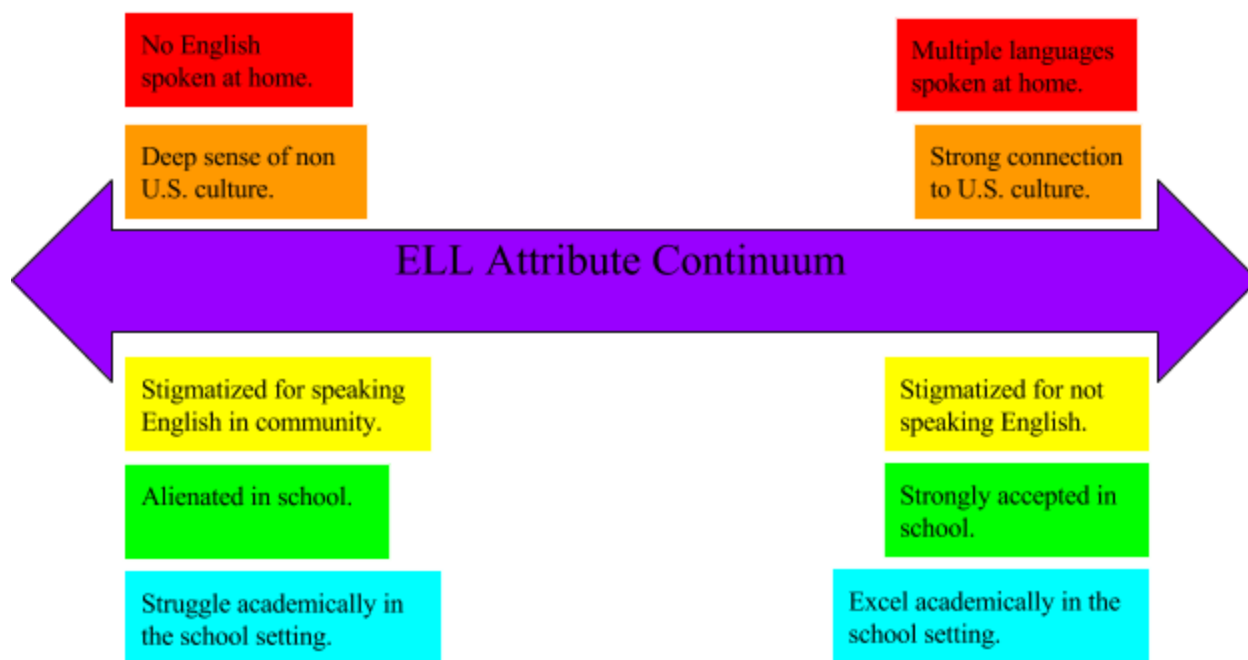 No English
spoken at home.
Multiple languages
spoken at home.
Deep sense of non
U.S. culture.
Strong connection
to U.S. culture.
ELL Attribute Continuum
Stigmatized for speaking
English in community.
Stigmatized for not
speaking English.
Alienated in school.
Strongly accepted in
school.
Struggle academically in
the school setting.
Excel academically in the
school setting.